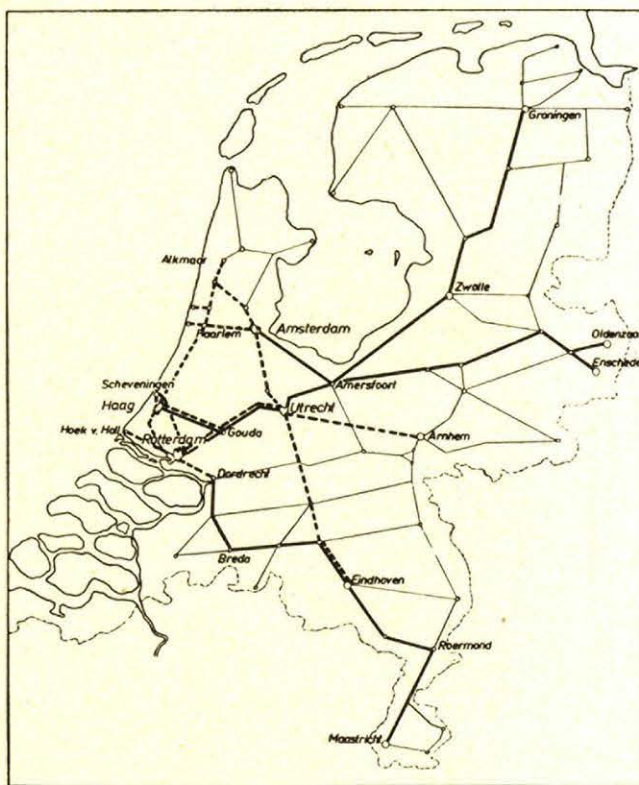 Groningen
Alkmaar
Zwolle
Haarlem
Amsterdam
Oldenzaal
Enschede
Scheveningen
Amersfoort
Haag
Utrecht
Hoek v. Holl.
Rotterdam
Gouda
Arnhem
Dordrecht
Breda
Eindhoven
Roermond
Maastricht